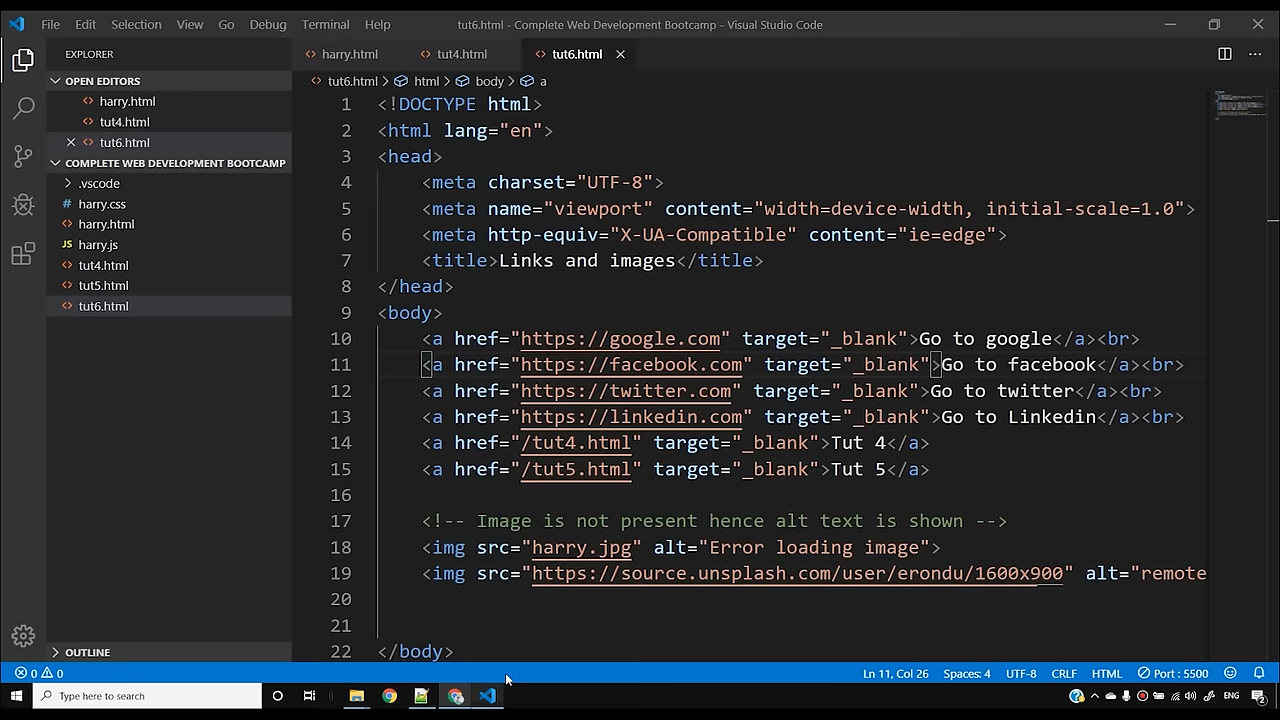 File Edit Selection View Go Debug Terminal Help tut6.html - Complete Web Development Bootcamp - Visual Studio Code
EXPLORER
harry.html tut4.html tut6.html
OPEN EDITORS
harry.html
tut4.html
tut6.html
COMPLETE WEB DEVELOPMENT BOOTCAMP
.vscode
harry.css
harry.html
JS harry.js
tut4.html
tut5.html
tut6.html
OUTLINE
tut6.html > html > body > a
1 <!DOCTYPE html>
2 <html lang="en">
3 <head>
4 <meta charset="UTF-8">
5 <meta name="viewport" content="width=device-width, initial-scale=1.0">
6 <meta http-equiv="X-UA-Compatible" content="ie=edge">
7 <title>Links and images</title>
8 </head>
9 <body>
10 <a href="https://google.com" target="_blank">Go to google</a><br>
11 <a href="https://facebook.com" target="_blank">Go to facebook</a><br>
12 <a href="https://twitter.com" target="_blank">Go to twitter</a><br>
13 <a href="https://linkedin.com" target="_blank">Go to Linkedin</a><br>
14 <a href="/tut4.html" target="_blank">Tut 4</a>
15 <a href="/tut5.html" target="_blank">Tut 5</a>
16
17 <!-- Image is not present hence alt text is shown -->
18 <img src="harry.jpg" alt="Error loading image">
19 <img src="https://source.unsplash.com/user/erondu/1600x900" alt="remote
20
21
22 </body>
0 0 Ln 11, Col 26 Spaces: 4 UTF-8 CRLF HTML Port : 5500
Type here to search ENG 2